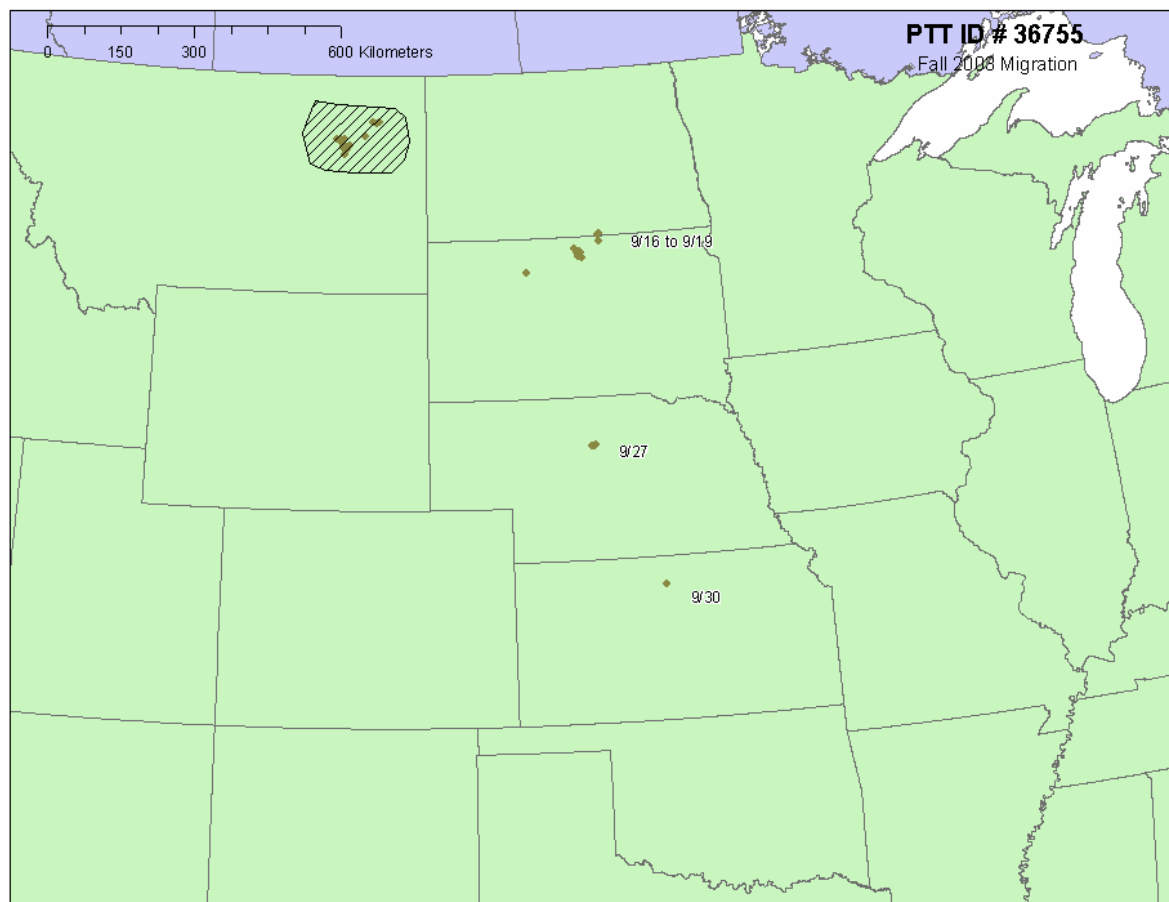 PTT ID # 36755
0 150 300 600 Kilometers
Fall 2003 Migration
9/16 to 9/19
9/27
9/30